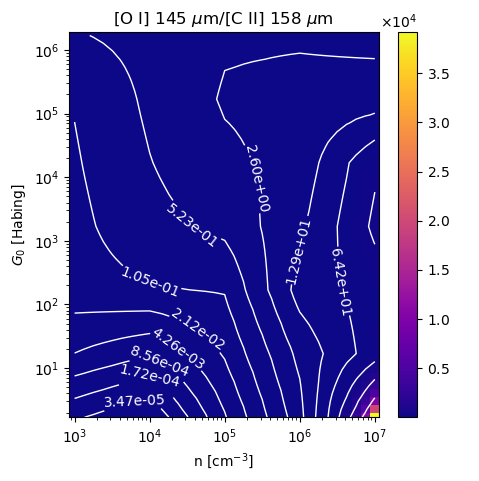 [O I] 145 μm/[C II] 158 μm
×10⁴
10⁶
10⁵
10⁴
10³
10²
10¹
G₀ [Habing]
2.60e+00
5.23e-01
1.29e+01
6.42e+01
1.05e-01
2.12e-02
4.26e-03
8.56e-04
1.72e-04
3.47e-05
3.5
3.0
2.5
2.0
1.5
1.0
0.5
10³
10⁴
10⁵
10⁶
10⁷
n [cm⁻³]